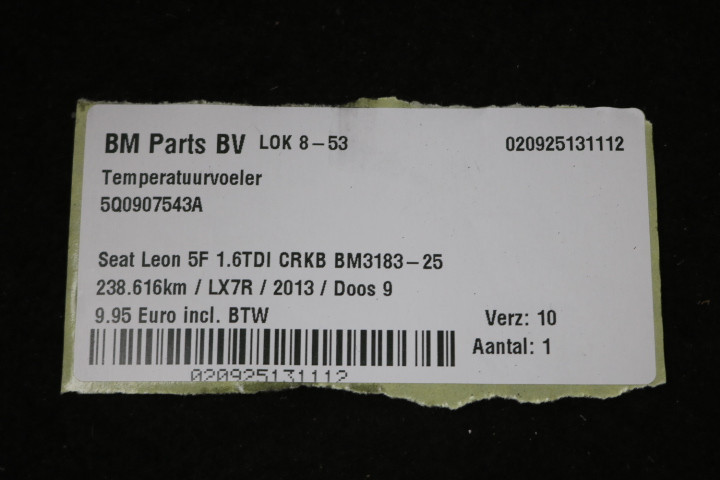 BM Parts BV LOK 8-53 020925131112
Temperatuurvoeler
5Q0907543A
Seat Leon 5F 1.6TDI CRKB BM3183-25
238.616km / LX7R / 2013 / Doos 9
9.95 Euro incl. BTW
Verz: 10
Aantal: 1
020925131112